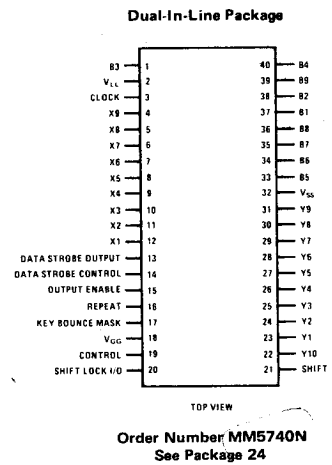 Dual-In-Line Package
B3 1 40 B4
VLL 2 39 B9
CLOCK 3 38 B2
X9 4 37 B1
X8 5 36 B8
X7 6 35 B7
X6 7 34 B6
X5 8 33 B5
X4 9 32 VSS
X3 10 31 Y9
X2 11 30 Y8
X1 12 29 Y7
DATA STROBE OUTPUT 13 28 Y6
DATA STROBE CONTROL 14 27 Y5
OUTPUT ENABLE 15 26 Y4
REPEAT 16 25 Y3
KEY BOUNCE MASK 17 24 Y2
VGG 18 23 Y1
CONTROL 19 22 Y10
SHIFT LOCK I/O 20 21 SHIFT
TOP VIEW
Order Number MM5740N
See Package 24